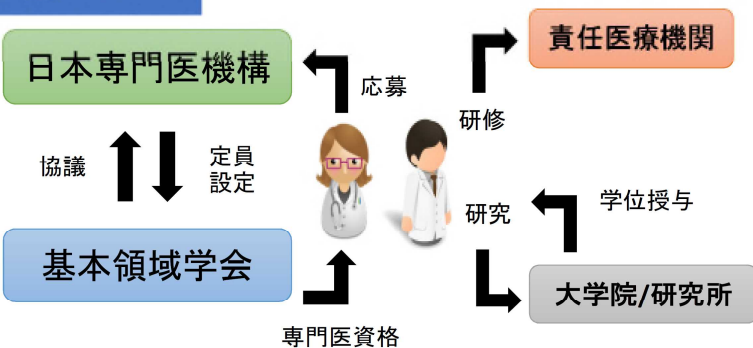 日本専門医機構
責任医療機関
応募
研修
協議
定員
設定
研究
学位授与
基本領域学会
大学院/研究所
専門医資格